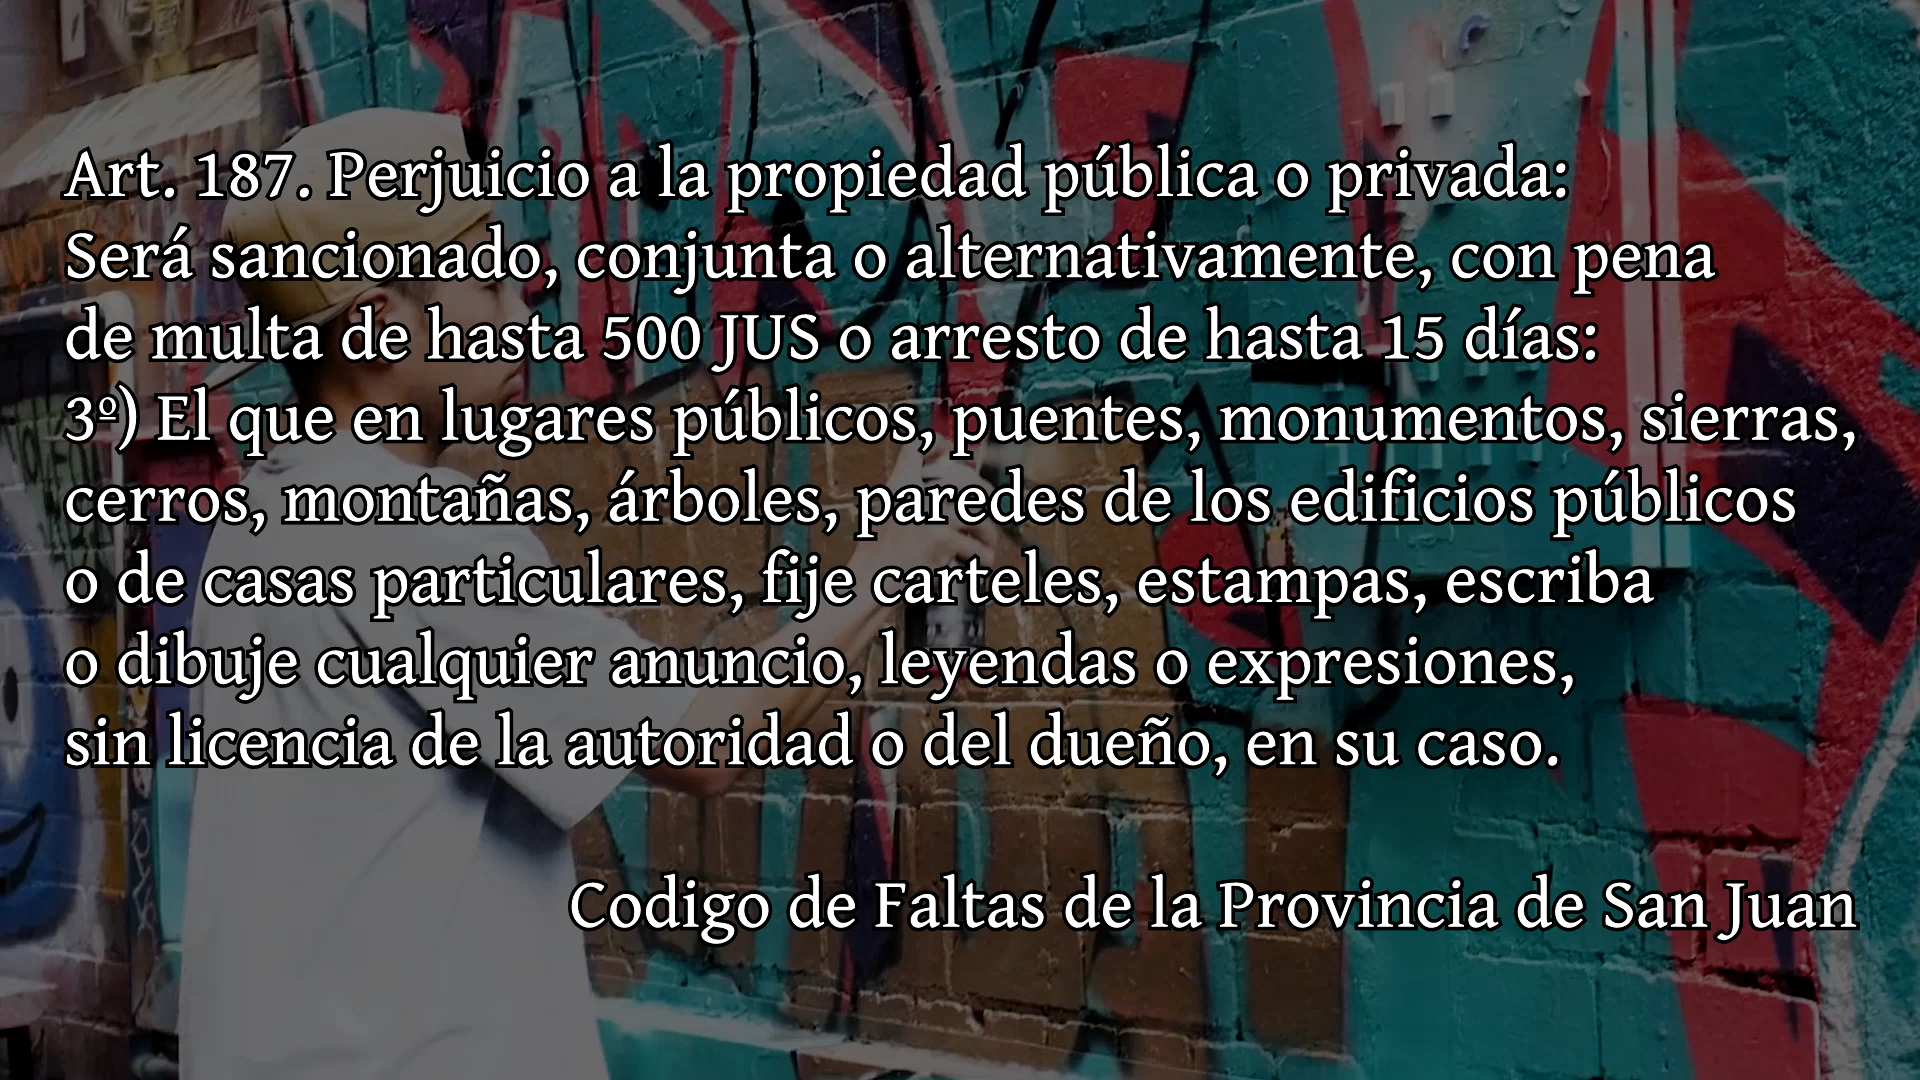 Art. 187. Perjuicio a la propiedad pública o privada:
Será sancionado, conjunta o alternativamente, con pena
de multa de hasta 500 JUS o arresto de hasta 15 días:
3º) El que en lugares públicos, puentes, monumentos, sierras,
cerros, montañas, árboles, paredes de los edificios públicos
o de casas particulares, fije carteles, estampas, escriba
o dibuje cualquier anuncio, leyendas o expresiones,
sin licencia de la autoridad o del dueño, en su caso.
Codigo de Faltas de la Provincia de San Juan